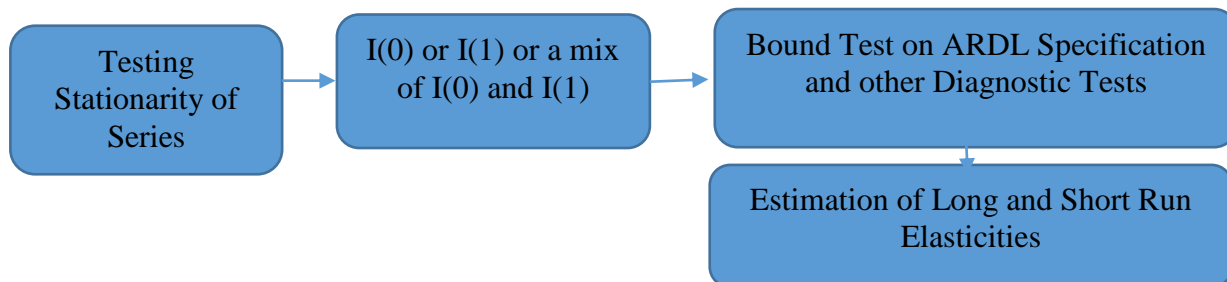 Testing
Stationarity of
Series
I(0) or I(1) or a mix
of I(0) and I(1)
Bound Test on ARDL Specification
and other Diagnostic Tests
Estimation of Long and Short Run
Elasticities